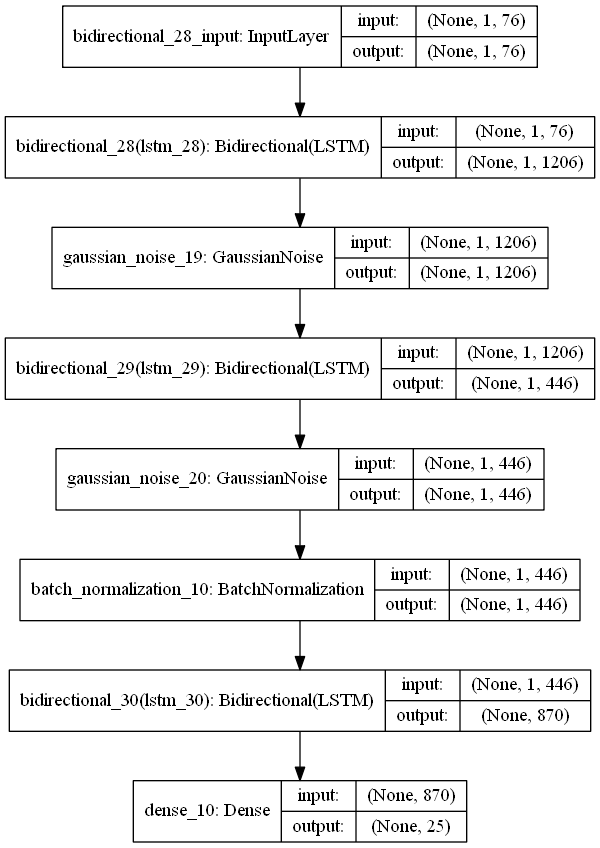 bidirectional_28_input: InputLayer
input: (None, 1, 76)
output: (None, 1, 76)
bidirectional_28(lstm_28): Bidirectional(LSTM)
input: (None, 1, 76)
output: (None, 1, 1206)
gaussian_noise_19: GaussianNoise
input: (None, 1, 1206)
output: (None, 1, 1206)
bidirectional_29(lstm_29): Bidirectional(LSTM)
input: (None, 1, 1206)
output: (None, 1, 446)
gaussian_noise_20: GaussianNoise
input: (None, 1, 446)
output: (None, 1, 446)
batch_normalization_10: BatchNormalization
input: (None, 1, 446)
output: (None, 1, 446)
bidirectional_30(lstm_30): Bidirectional(LSTM)
input: (None, 1, 446)
output: (None, 870)
dense_10: Dense
input: (None, 870)
output: (None, 25)